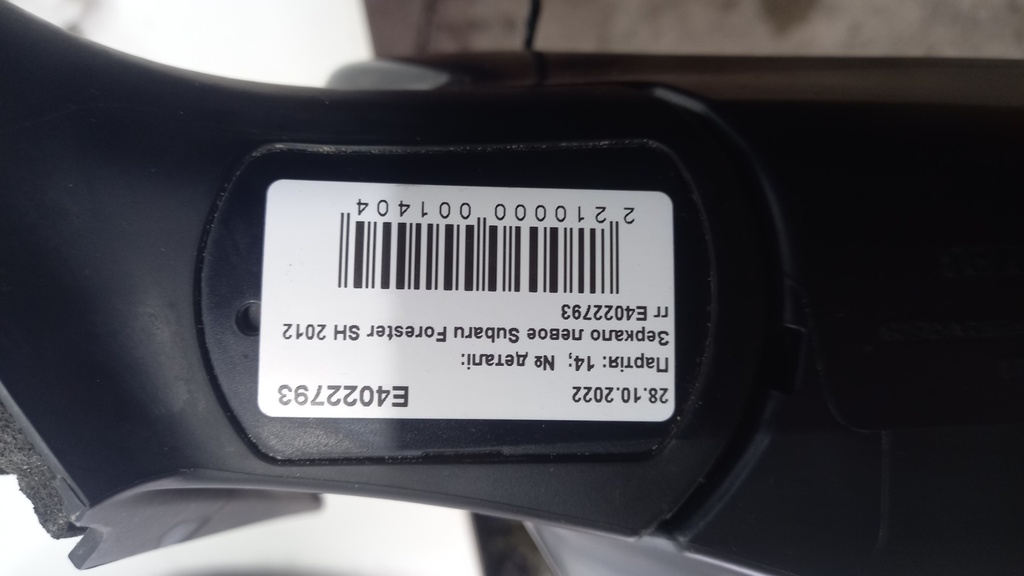 28.10.2022 E4022793
Партія: 14; № деталі:
Зеркало левое Subaru Forester SH 2012
гг E4022793
2 210000 001404